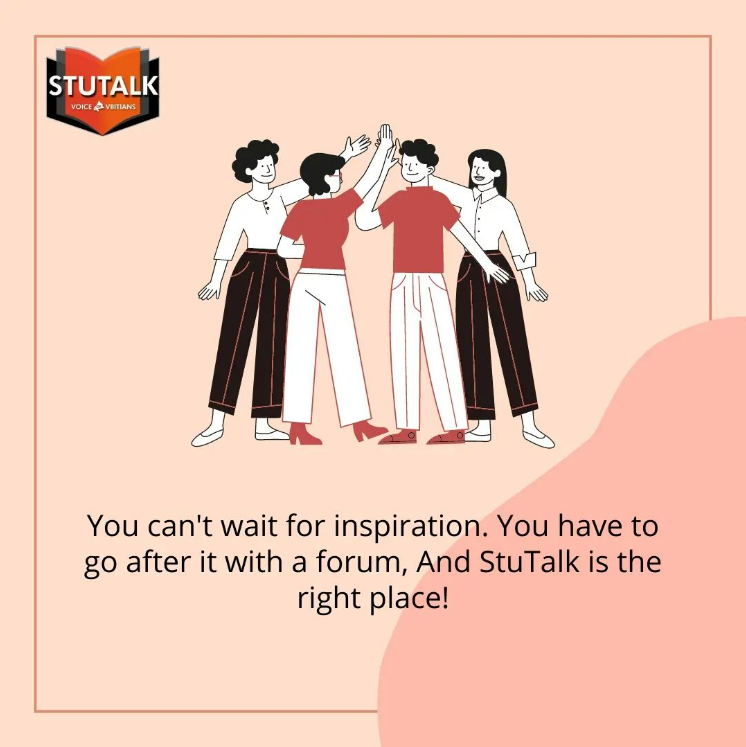 STUTALK
VOICE VBITIANS
You can't wait for inspiration. You have to
go after it with a forum, And StuTalk is the
right place!